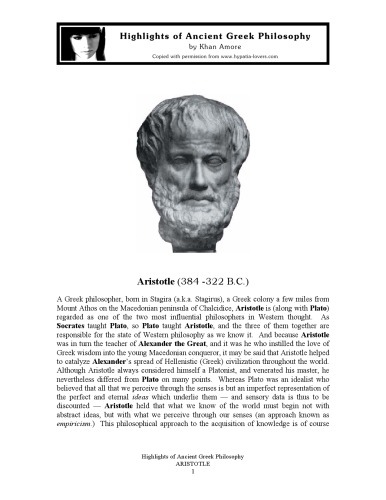 Highlights of Ancient Greek Philosophy
by Khan Amore
Copied with permission from www.hypatia-lovers.com
Aristotle (384 -322 B.C.)
A Greek philosopher, born in Stagira (a.k.a. Stagirus), a Greek colony a few miles from
Mount Athos on the Macedonian peninsula of Chalcidice, Aristotle is (along with Plato)
regarded as one of the two most influential philosophers in Western thought. As
Socrates taught Plato, so Plato taught Aristotle, and the three of them together are
responsible for the state of Western philosophy as we know it. And because Aristotle
was in turn the teacher of Alexander the Great, and it was he who instilled the love of
Greek wisdom into the young Macedonian conqueror, it may be said that Aristotle helped
to catalyze Alexander's spread of Hellenistic (Greek) civilization throughout the world.
Although Aristotle always considered himself a Platonist, and venerated his master, he
nevertheless differed from Plato on many points. Whereas Plato was an idealist who
believed that all that we perceive through the senses is but an imperfect representation of
the perfect and eternal ideas which underlie them — and sensory data is thus to be
discounted — Aristotle held that what we know of the world must begin not with
abstract ideas, but with what we perceive through our senses (an approach known as
empiricism.) This philosophical approach to the acquisition of knowledge is of course
Highlights of Ancient Greek Philosophy
ARISTOTLE
1